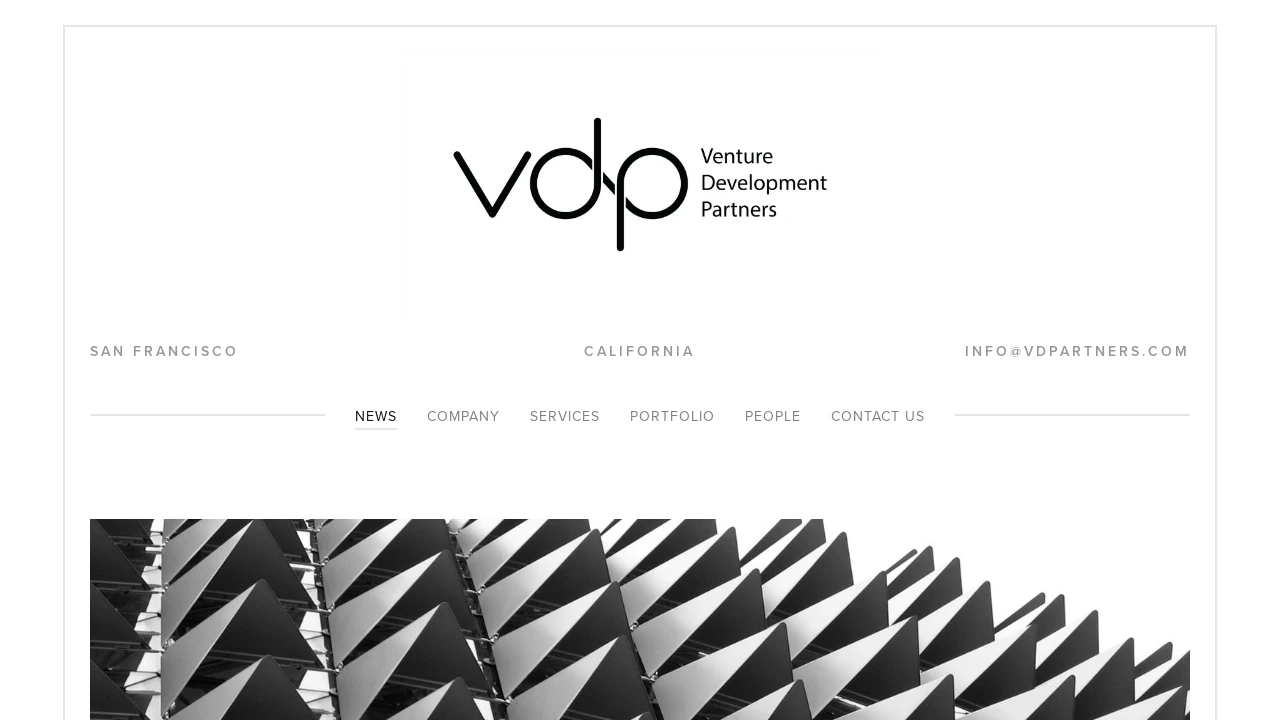 vdp
Venture
Development
Partners
SAN FRANCISCO
CALIFORNIA
INFO@VDPARTNERS.COM
NEWS COMPANY SERVICES PORTFOLIO PEOPLE CONTACT US